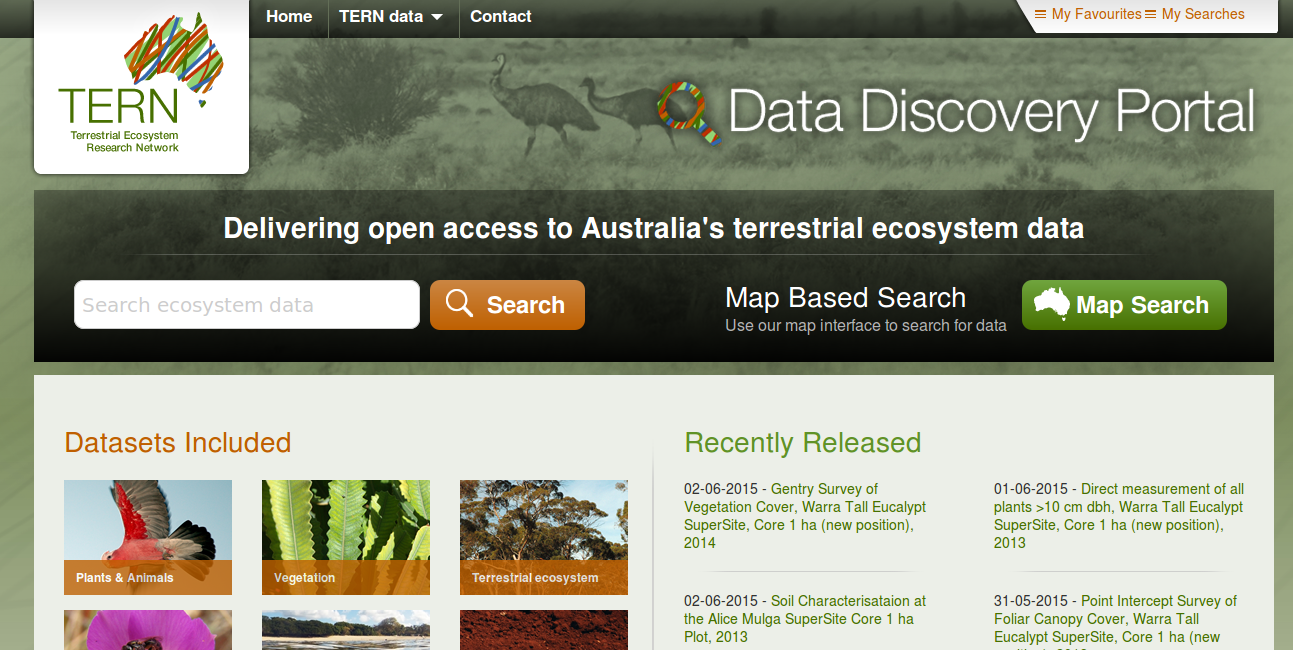 Home
TERN data
Contact
My Favourites
My Searches
TERN
Terrestrial Ecosystem
Research Network
Data Discovery Portal
Delivering open access to Australia's terrestrial ecosystem data
Search ecosystem data
Search
Map Based Search
Use our map interface to search for data
Map Search
Datasets Included
Plants & Animals
Vegetation
Terrestrial ecosystem
Recently Released
02-06-2015 - Gentry Survey of
Vegetation Cover, Warra Tall Eucalypt
SuperSite, Core 1 ha (new position),
2014
01-06-2015 - Direct measurement of all
plants >10 cm dbh, Warra Tall Eucalypt
SuperSite, Core 1 ha (new position),
2013
02-06-2015 - Soil Characterisataion at
the Alice Mulga SuperSite Core 1 ha
Plot, 2013
31-05-2015 - Point Intercept Survey of
Foliar Canopy Cover, Warra Tall
Eucalypt SuperSite, Core 1 ha (new